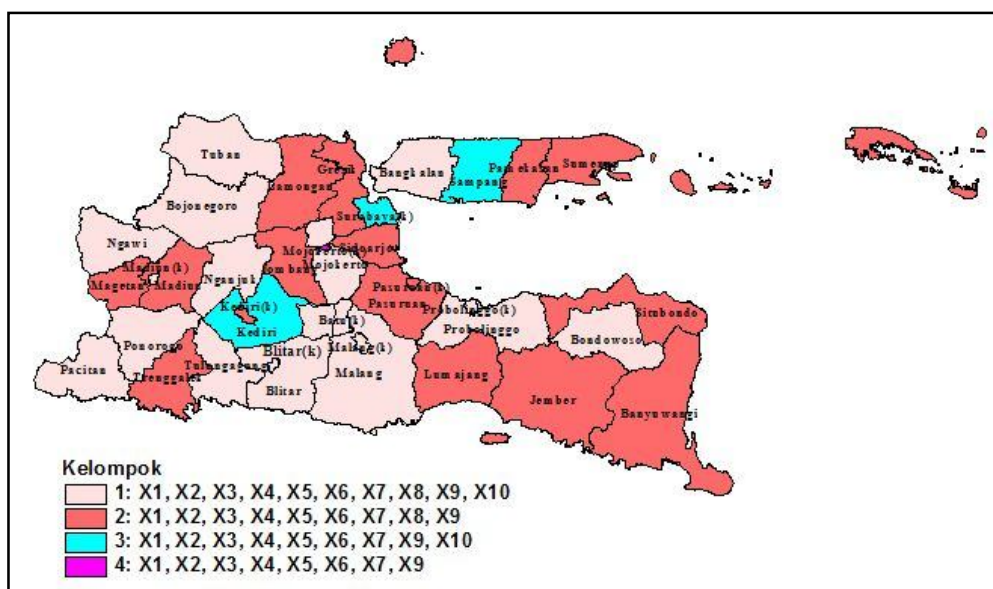 Tuban
Lamongan
Gresik
Bangkalan
Sampang
Pamekasan
Sumenep
Bojonegoro
Surabaya(k)
Ngawi
Mojokerto(k)
Sidoarjo
Madiun(k)
Nganjuk
Jombang
Mojokerto
Magetan
Madiun
Pasuruan(k)
Pasuruan
Kediri(k)
Kediri
Batu(k)
Probolinggo(k)
Probolinggo
Situbondo
Ponorogo
Blitar(k)
Malang(k)
Bondowoso
Pacitan
Trenggalek
Tulungagung
Blitar
Malang
Lumajang
Jember
Banyuwangi
Kelompok
1: X1, X2, X3, X4, X5, X6, X7, X8, X9, X10
2: X1, X2, X3, X4, X5, X6, X7, X8, X9
3: X1, X2, X3, X4, X5, X6, X7, X9, X10
4: X1, X2, X3, X4, X5, X6, X7, X9